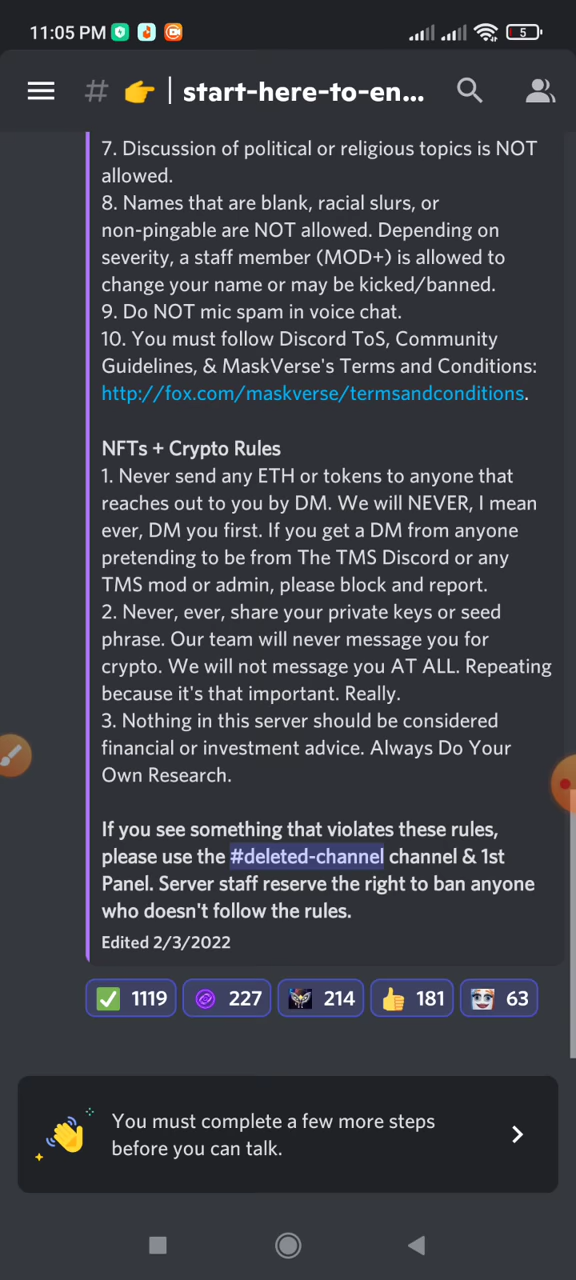 11:05 PM
5
# 👉 | start-here-to-en...
7. Discussion of political or religious topics is NOT
allowed.
8. Names that are blank, racial slurs, or
non-pingable are NOT allowed. Depending on
severity, a staff member (MOD+) is allowed to
change your name or may be kicked/banned.
9. Do NOT mic spam in voice chat.
10. You must follow Discord ToS, Community
Guidelines, & MaskVerse's Terms and Conditions:
http://fox.com/maskverse/termsandconditions.
NFTs + Crypto Rules
1. Never send any ETH or tokens to anyone that
reaches out to you by DM. We will NEVER, I mean
ever, DM you first. If you get a DM from anyone
pretending to be from The TMS Discord or any
TMS mod or admin, please block and report.
2. Never, ever, share your private keys or seed
phrase. Our team will never message you for
crypto. We will not message you AT ALL. Repeating
because it's that important. Really.
3. Nothing in this server should be considered
financial or investment advice. Always Do Your
Own Research.
If you see something that violates these rules,
please use the #deleted-channel channel & 1st
Panel. Server staff reserve the right to ban anyone
who doesn't follow the rules.
Edited 2/3/2022
1119 227 214 181 63
You must complete a few more steps
before you can talk.